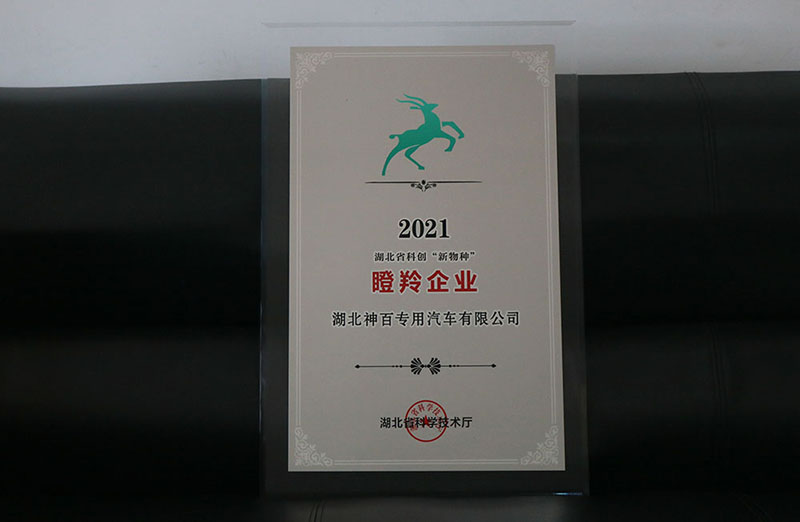 2021
湖北省科创“新物种”
瞪羚企业
湖北神百专用汽车有限公司
湖北省科学技术厅